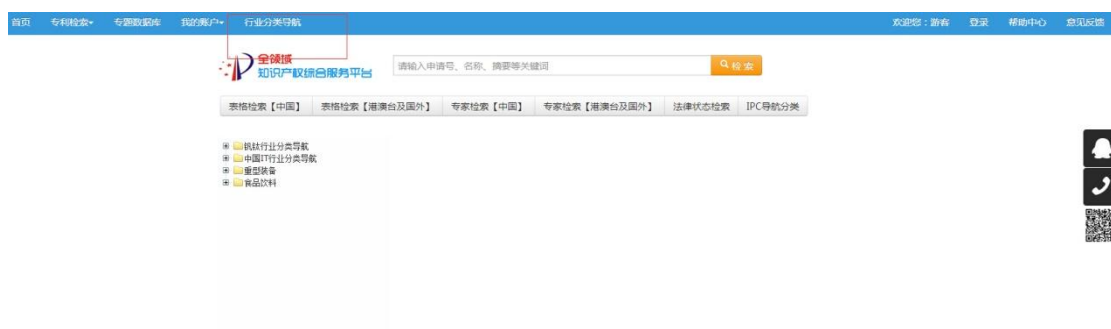 首页 专利检索 专题数据库 我的账户 行业分类导航 欢迎您：游客 登录 帮助中心 意见反馈
全领域
知识产权综合服务平台
请输入申请号、名称、摘要等关键词 检索
表格检索【中国】 表格检索【港澳台及国外】 专家检索【中国】 专家检索【港澳台及国外】 法律状态检索 IPC导航分类
钒钛行业分类导航
中国IT行业分类导航
重型装备
食品饮料